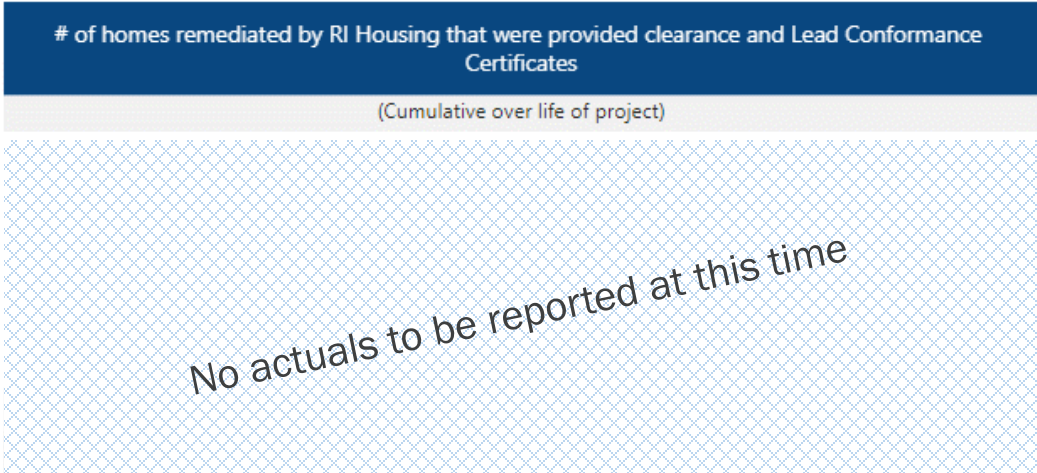 # of homes remediated by RI Housing that were provided clearance and Lead Conformance
Certificates
(Cumulative over life of project)
No actuals to be reported at this time